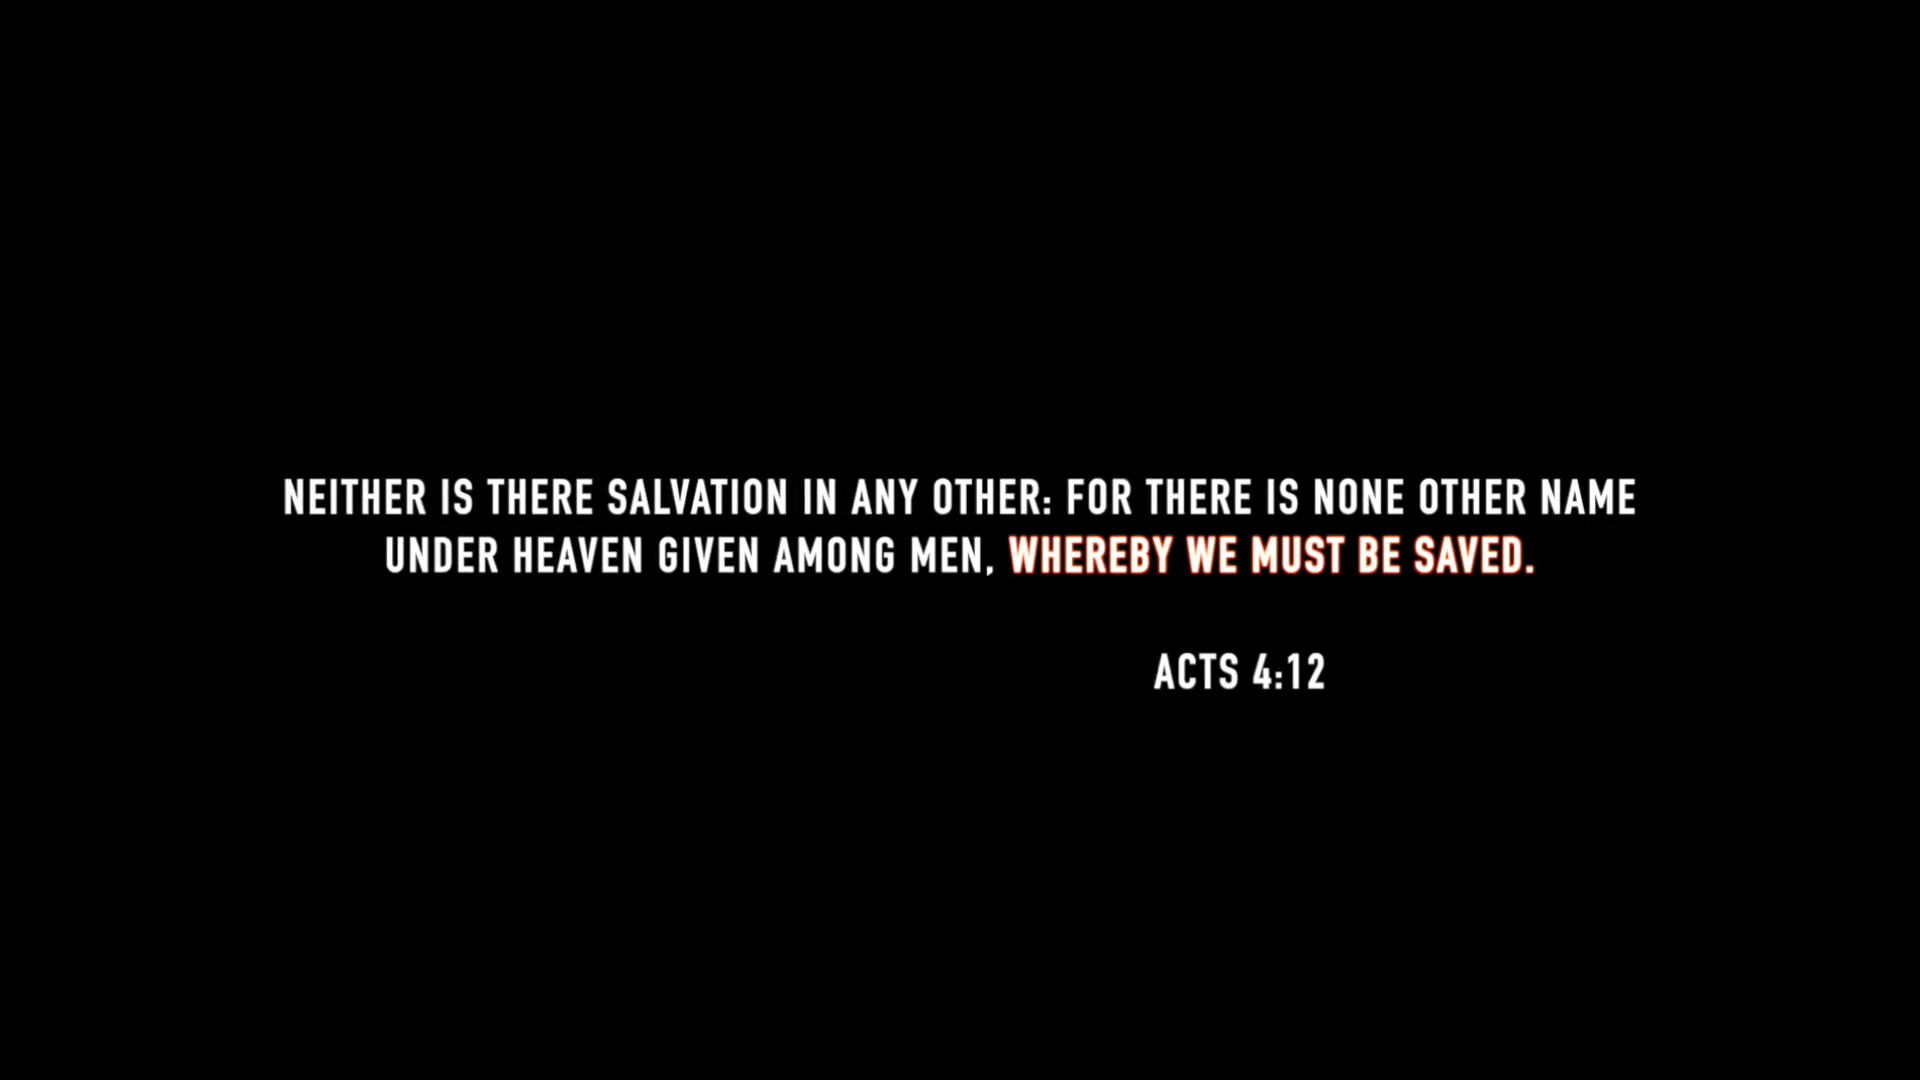 NEITHER IS THERE SALVATION IN ANY OTHER: FOR THERE IS NONE OTHER NAME
UNDER HEAVEN GIVEN AMONG MEN, WHEREBY WE MUST BE SAVED.
ACTS 4:12